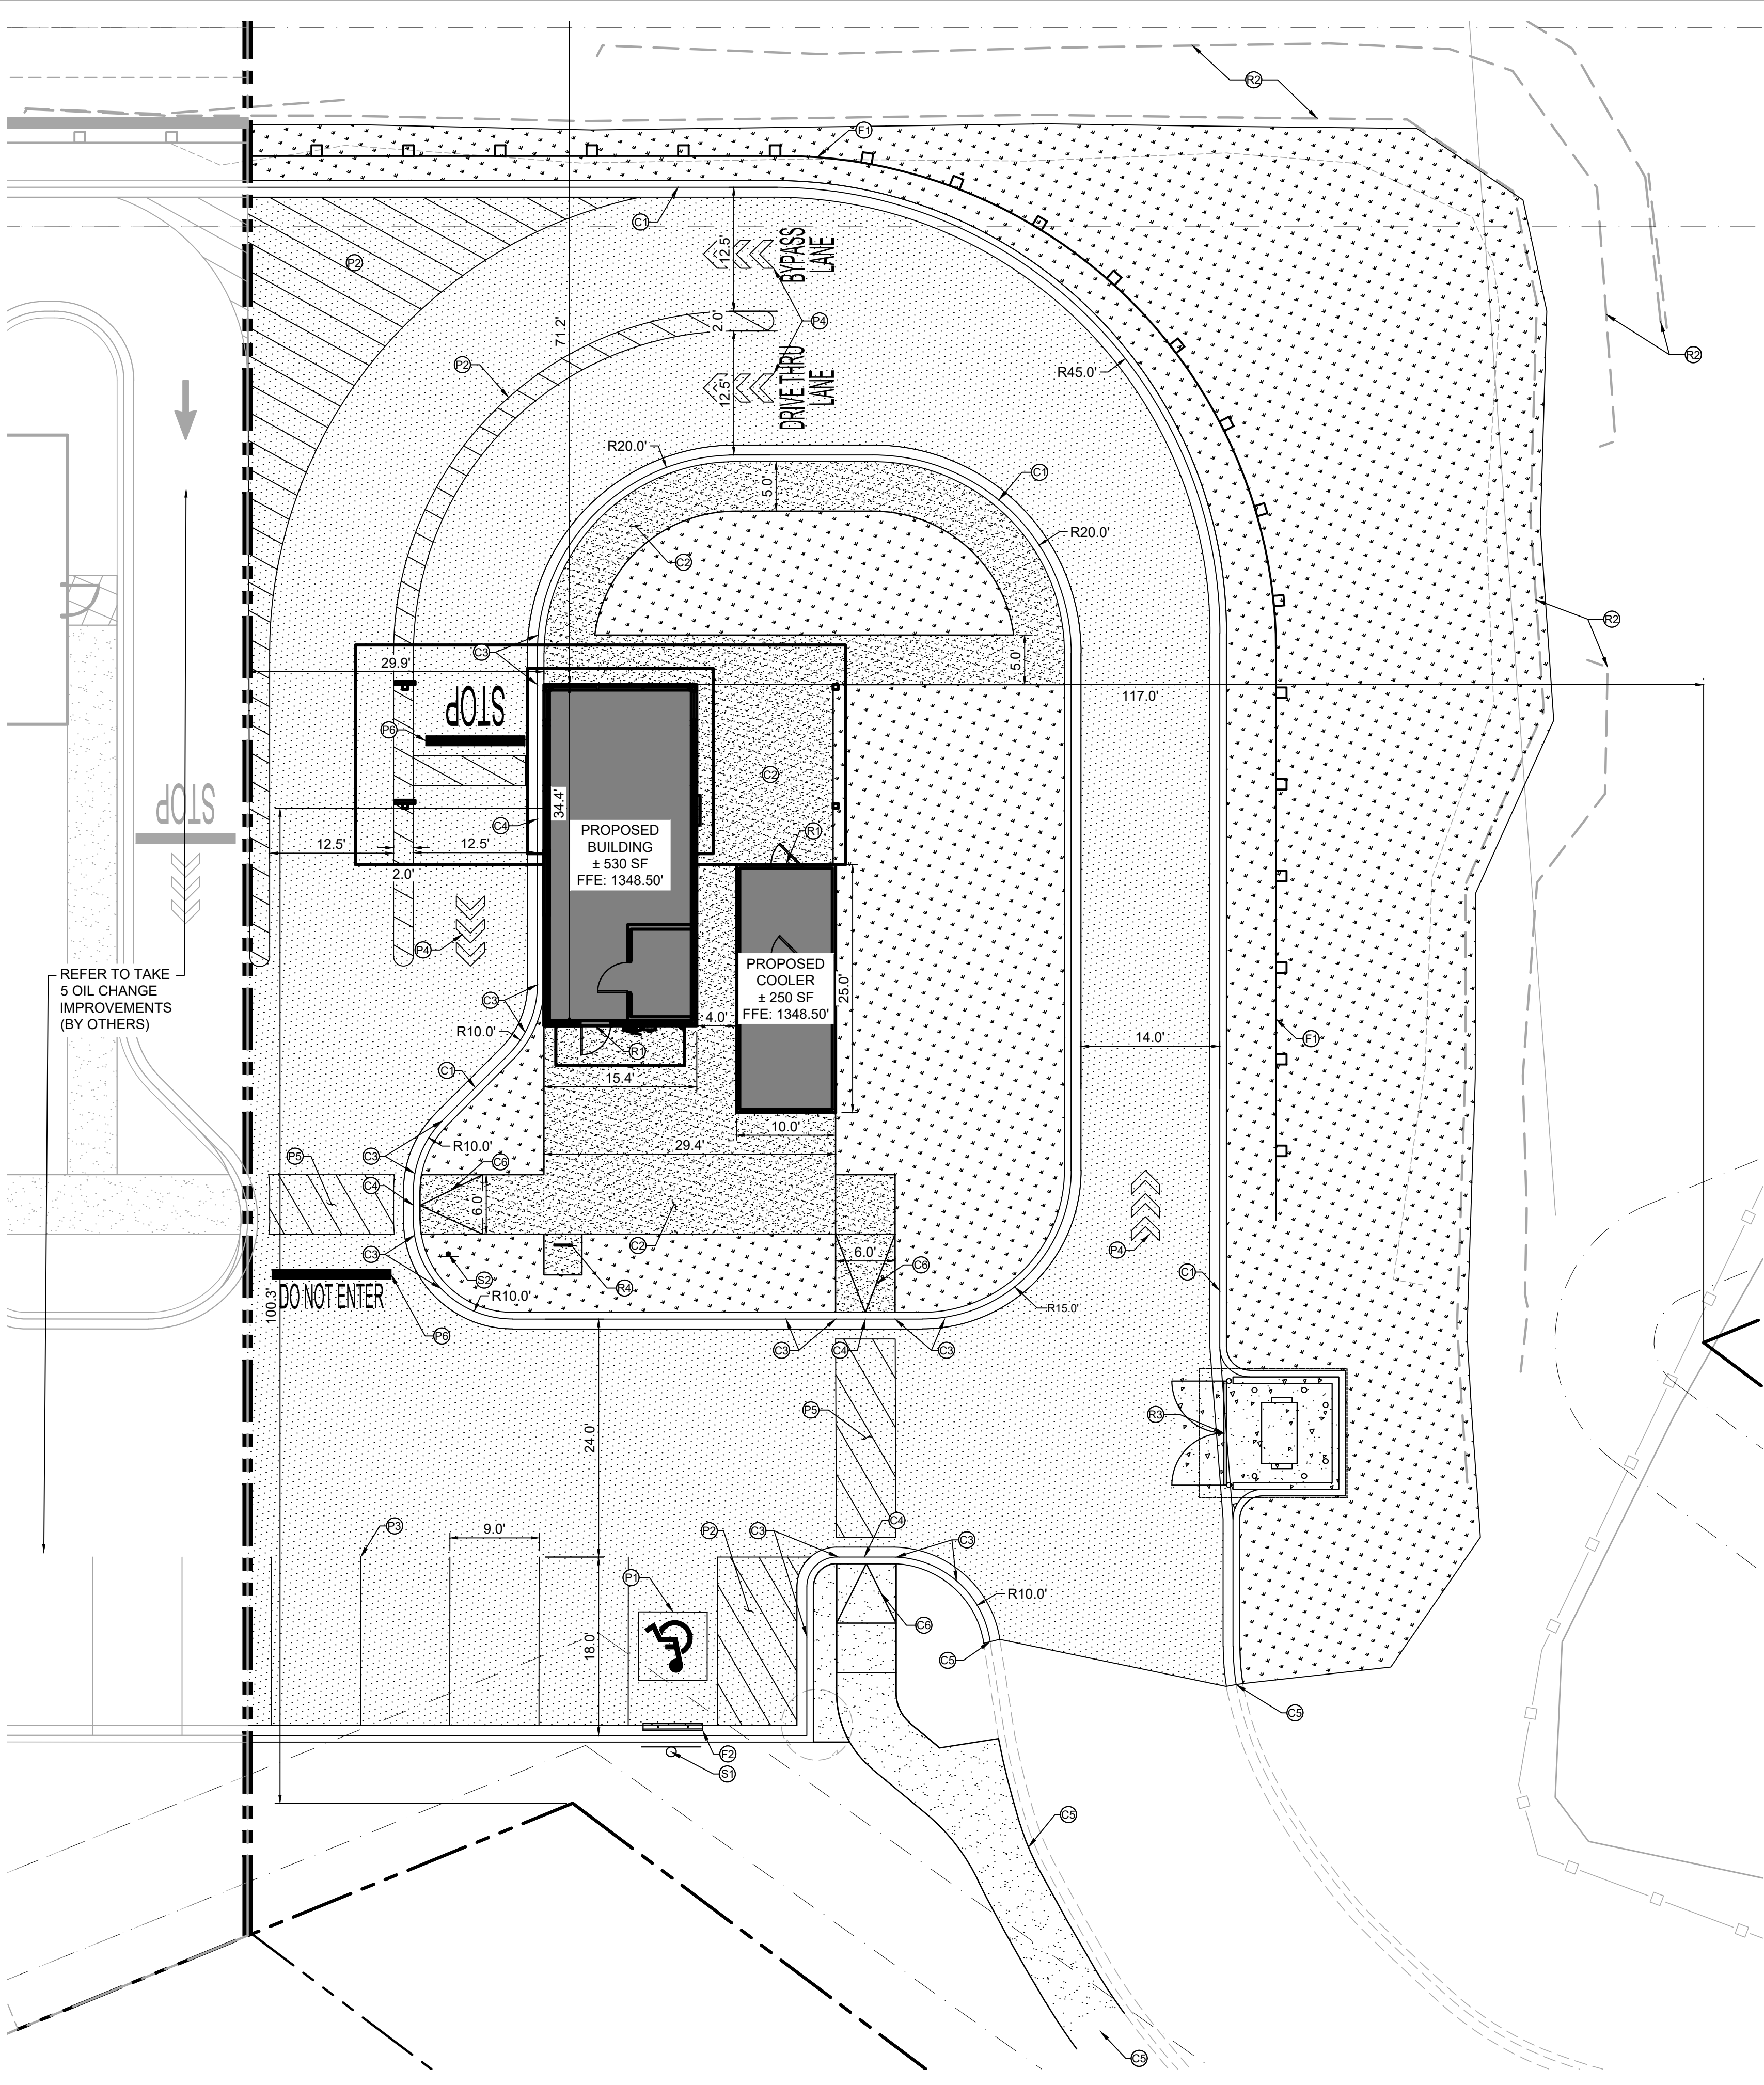 R2
F1
C1
12.5'
BYPASS
LANE
P2
71.2'
2.0'
P4
R2
P2
12.5'
DRIVE THRU
LANE
R45.0'
R20.0'
C1
5.0'
R20.0'
C2
R2
C3
29.9'
5.0'
117.0'
STOP
P6
C2
34.4'
STOP
C4
PROPOSED
BUILDING
± 530 SF
FFE: 1348.50'
R1
12.5'
12.5'
2.0'
P4
PROPOSED
COOLER
± 250 SF
FFE: 1348.50'
25.0'
REFER TO TAKE
5 OIL CHANGE
IMPROVEMENTS
(BY OTHERS)
C3
R10.0'
4.0'
R1
14.0'
F1
C1
15.4'
10.0'
29.4'
P5
C3
R10.0'
C6
C4
6.0'
C3
C2
6.0'
P4
S2
R4
C6
C1
DO NOT ENTER
100.3'
R10.0'
R15.0'
P6
C3
C4
C3
P5
R3
24.0'
P3
9.0'
P2
C3
C4
C3
P1
R10.0'
C6
18.0'
C5
C5
F2
S1
C5
C5